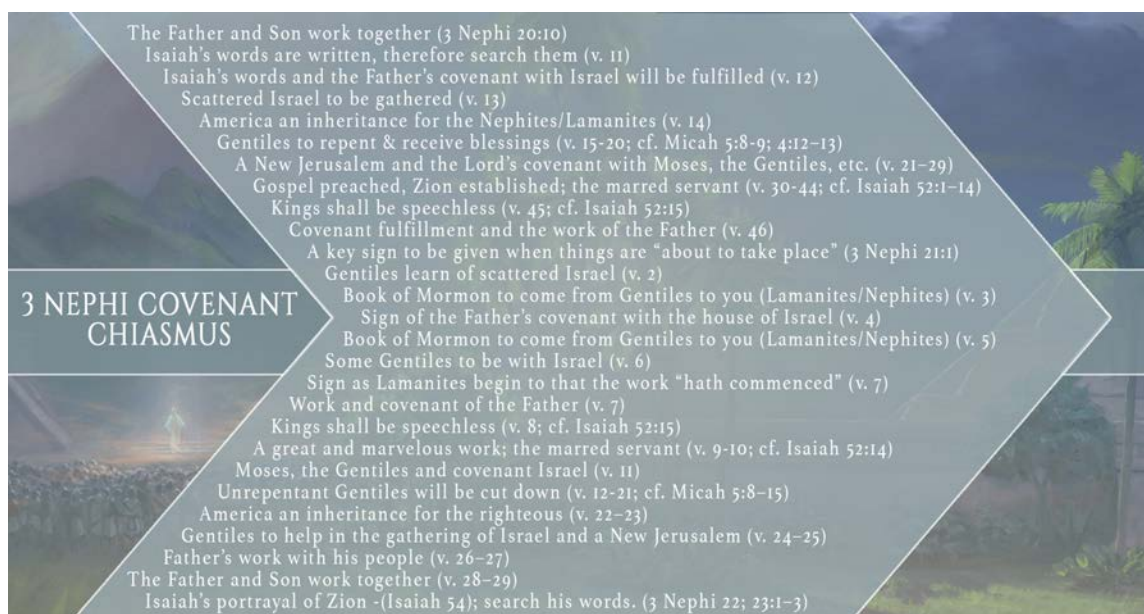 The Father and Son work together (3 Nephi 20:10)
Isaiah's words are written, therefore search them (v. 11)
Isaiah's words and the Father's covenant with Israel will be fulfilled (v. 12)
Scattered Israel to be gathered (v. 13)
America an inheritance for the Nephites/Lamanites (v. 14)
Gentiles to repent & receive blessings (v. 15-20; cf. Micah 5:8-9; 4:12–13)
A New Jerusalem and the Lord's covenant with Moses, the Gentiles, etc. (v. 21–29)
Gospel preached, Zion established; the marred servant (v. 30-44; cf. Isaiah 52:1–14)
Kings shall be speechless (v. 45; cf. Isaiah 52:15)
Covenant fulfillment and the work of the Father (v. 46)
A key sign to be given when things are “about to take place” (3 Nephi 21:1)
Gentiles learn of scattered Israel (v. 2)
Book of Mormon to come from Gentiles to you (Lamanites/Nephites) (v. 3)
Sign of the Father's covenant with the house of Israel (v. 4)
Book of Mormon to come from Gentiles to you (Lamanites/Nephites) (v. 5)
Some Gentiles to be with Israel (v. 6)
Sign as Lamanites begin to that the work “hath commenced” (v. 7)
Work and covenant of the Father (v. 7)
Kings shall be speechless (v. 8; cf. Isaiah 52:15)
A great and marvelous work; the marred servant (v. 9-10; cf. Isaiah 52:14)
Moses, the Gentiles and covenant Israel (v. 11)
Unrepentant Gentiles will be cut down (v. 12-21; cf. Micah 5:8–15)
America an inheritance for the righteous (v. 22–23)
Gentiles to help in the gathering of Israel and a New Jerusalem (v. 24–25)
Father's work with his people (v. 26–27)
The Father and Son work together (v. 28–29)
Isaiah's portrayal of Zion -(Isaiah 54); search his words. (3 Nephi 22; 23:1–3)
3 NEPHI COVENANT
CHIASMUS